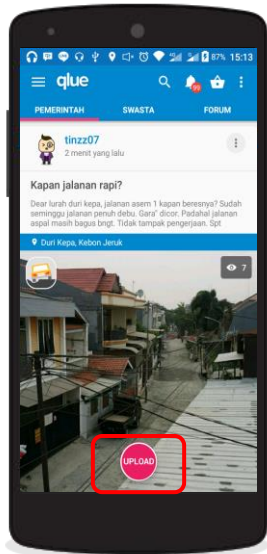 87% 15:13
qlue
99
PEMERINTAH SWASTA FORUM
tinzz07
2 menit yang lalu
Kapan jalanan rapi?
Dear lurah duri kepa, jalanan asem 1 kapan beresnya? Sudah
seminggu jalanan penuh debu. Gara" dicor. Padahal jalanan
aspal masih bagus bngt. Tidak tampak pengerjaan. Spt
Duri Kepa, Kebon Jeruk
7
UPLOAD